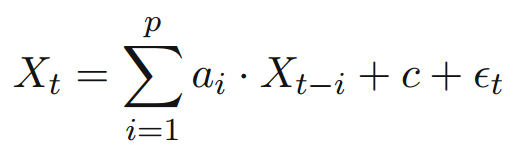 X_t = \sum_{i=1}^{p} a_i \cdot X_{t-i} + c + \epsilon_t